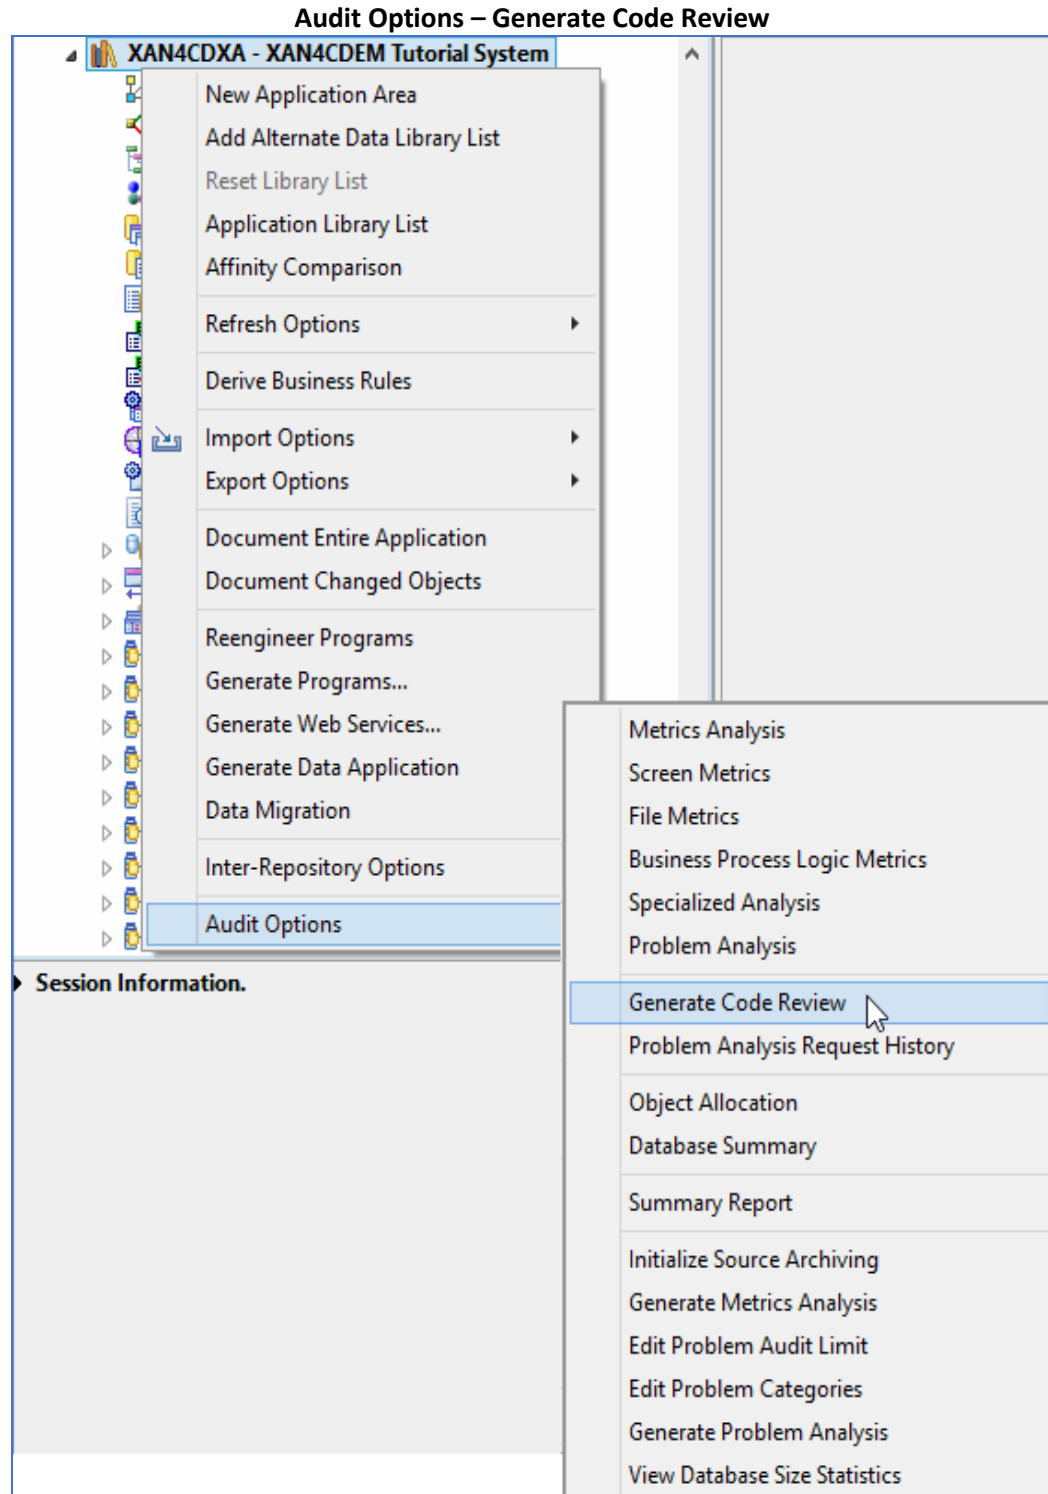 Audit Options – Generate Code Review
XAN4CDXA - XAN4CDEM Tutorial System
New Application Area
Add Alternate Data Library List
Reset Library List
Application Library List
Affinity Comparison
Refresh Options
Derive Business Rules
Import Options
Export Options
Document Entire Application
Document Changed Objects
Reengineer Programs
Generate Programs...
Generate Web Services...
Generate Data Application
Data Migration
Inter-Repository Options
Audit Options
Session Information.
Metrics Analysis
Screen Metrics
File Metrics
Business Process Logic Metrics
Specialized Analysis
Problem Analysis
Generate Code Review
Problem Analysis Request History
Object Allocation
Database Summary
Summary Report
Initialize Source Archiving
Generate Metrics Analysis
Edit Problem Audit Limit
Edit Problem Categories
Generate Problem Analysis
View Database Size Statistics